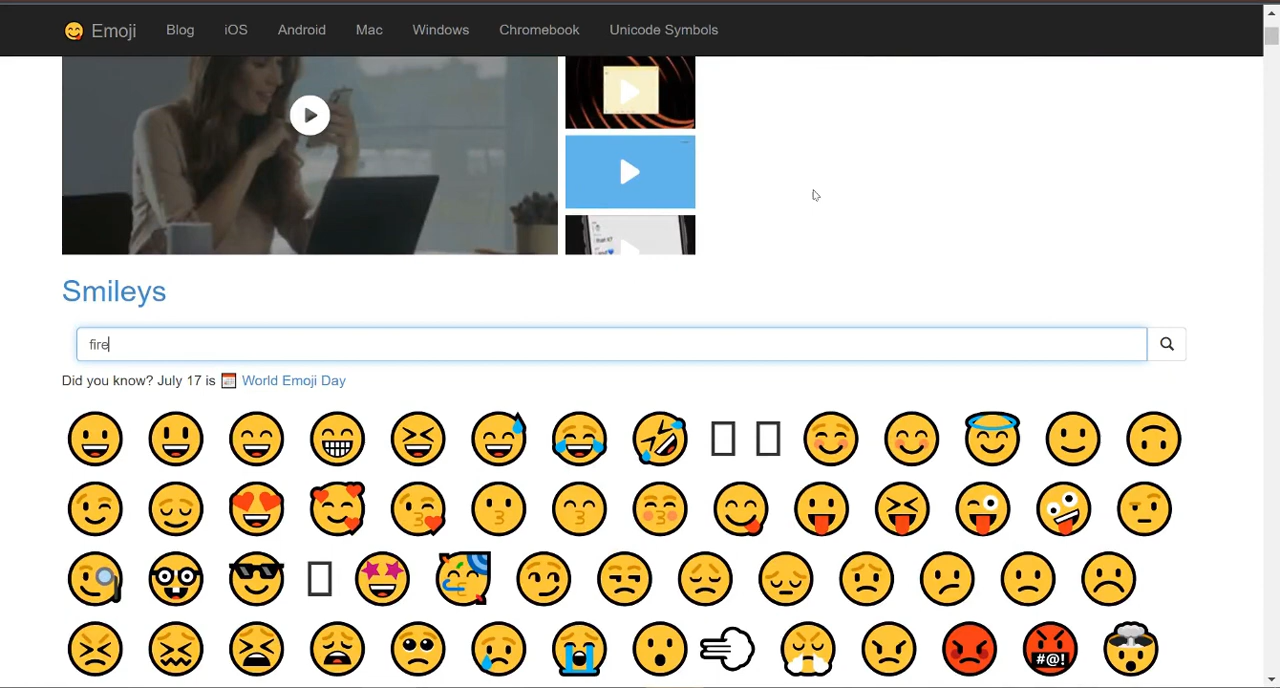 Emoji Blog iOS Android Mac Windows Chromebook Unicode Symbols
Smileys
fire
Did you know? July 17 is World Emoji Day
#@!